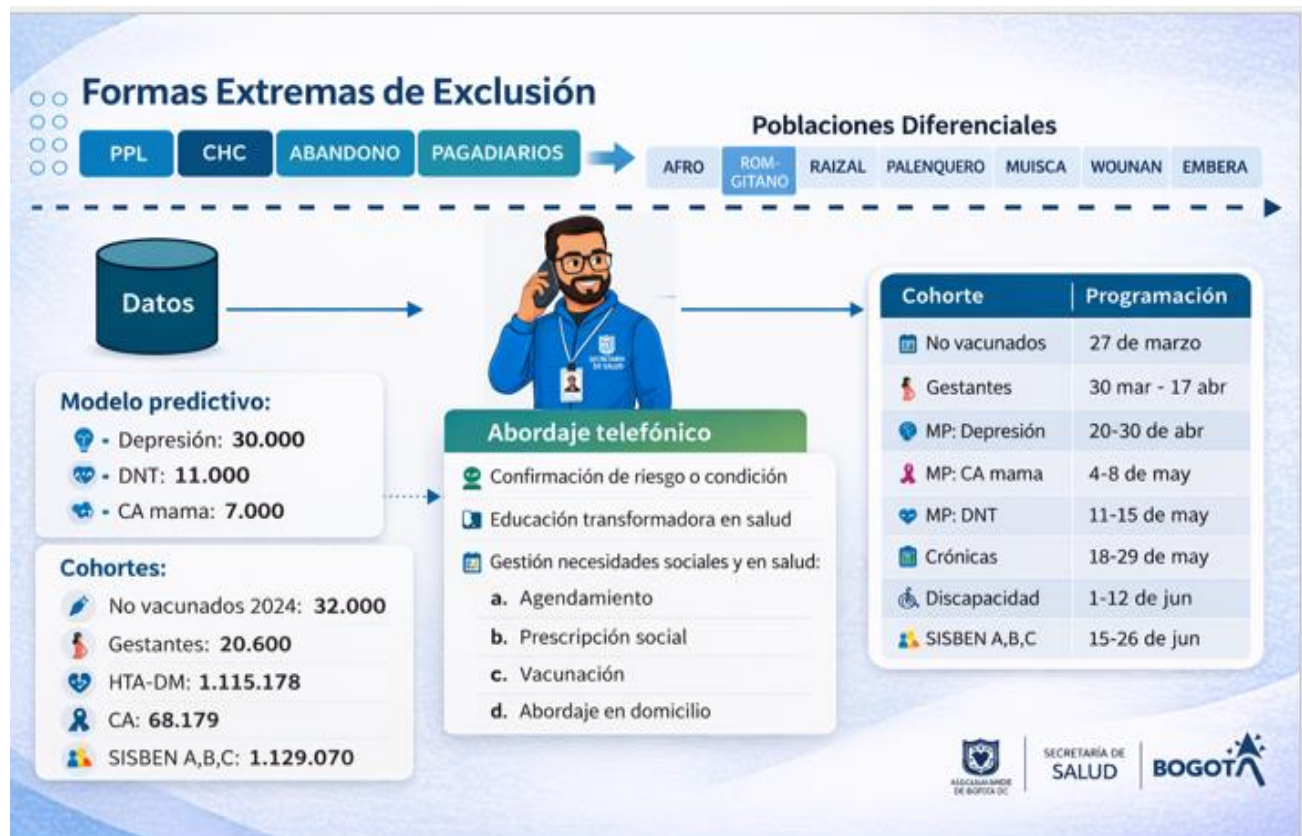 Formas Extremas de Exclusión
PPL
CHC
ABANDONO
PAGADIARIOS
Poblaciones Diferenciales
AFRO
ROM-
GITANO
RAIZAL
PALENQUERO
MUISCA
WOUNAN
EMBERA
Datos
Modelo predictivo:
- Depresión: 30.000
- DNT: 11.000
- CA mama: 7.000
Cohortes:
No vacunados 2024: 32.000
Gestantes: 20.600
HTA-DM: 1.115.178
CA: 68.179
SISBEN A,B,C: 1.129.070
SECRETARÍA
DE SALUD
Abordaje telefónico
Confirmación de riesgo o condición
Educación transformadora en salud
Gestión necesidades sociales y en salud:
a. Agendamiento
b. Prescripción social
c. Vacunación
d. Abordaje en domicilio
Cohorte Programación
No vacunados 27 de marzo
Gestantes 30 mar - 17 abr
MP: Depresión 20-30 de abr
MP: CA mama 4-8 de may
MP: DNT 11-15 de may
Crónicas 18-29 de may
Discapacidad 1-12 de jun
SISBEN A,B,C 15-26 de jun
DE BOGOTÁ DC
SECRETARÍA DE
SALUD
BOGOTÁ